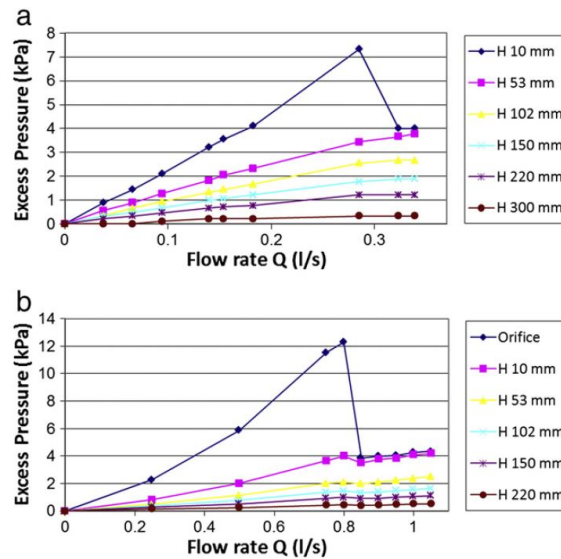 a
Excess Pressure (kPa)
8
7
6
5
4
3
2
1
0
0
0.1
0.2
0.3
Flow rate Q (l/s)
H 10 mm
H 53 mm
H 102 mm
H 150 mm
H 220 mm
H 300 mm
b
Excess Pressure (kPa)
14
12
10
8
6
4
2
0
0
0.2
0.4
0.6
0.8
1
Flow rate Q (l/s)
Orifice
H 10 mm
H 53 mm
H 102 mm
H 150 mm
H 220 mm